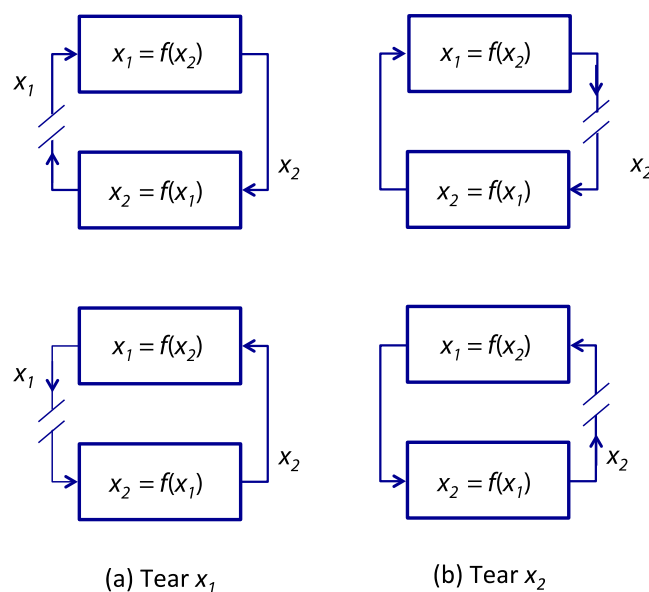 x₁ = f(x₂)
x₁
x₂ = f(x₁)
x₂
x₁ = f(x₂)
x₂ = f(x₁)
x₂
x₁ = f(x₂)
x₁
x₂ = f(x₁)
x₂
x₁ = f(x₂)
x₂ = f(x₁)
x₂
(a) Tear x₁
(b) Tear x₂